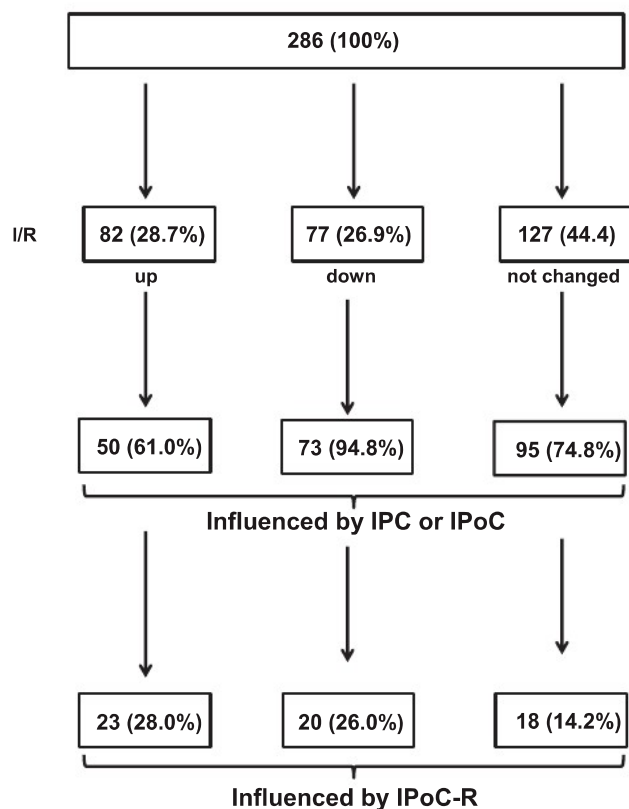 286 (100%)
I/R 82 (28.7%) 77 (26.9%) 127 (44.4)
up down not changed
50 (61.0%) 73 (94.8%) 95 (74.8%)
Influenced by IPC or IPoC
23 (28.0%) 20 (26.0%) 18 (14.2%)
Influenced by IPoC-R